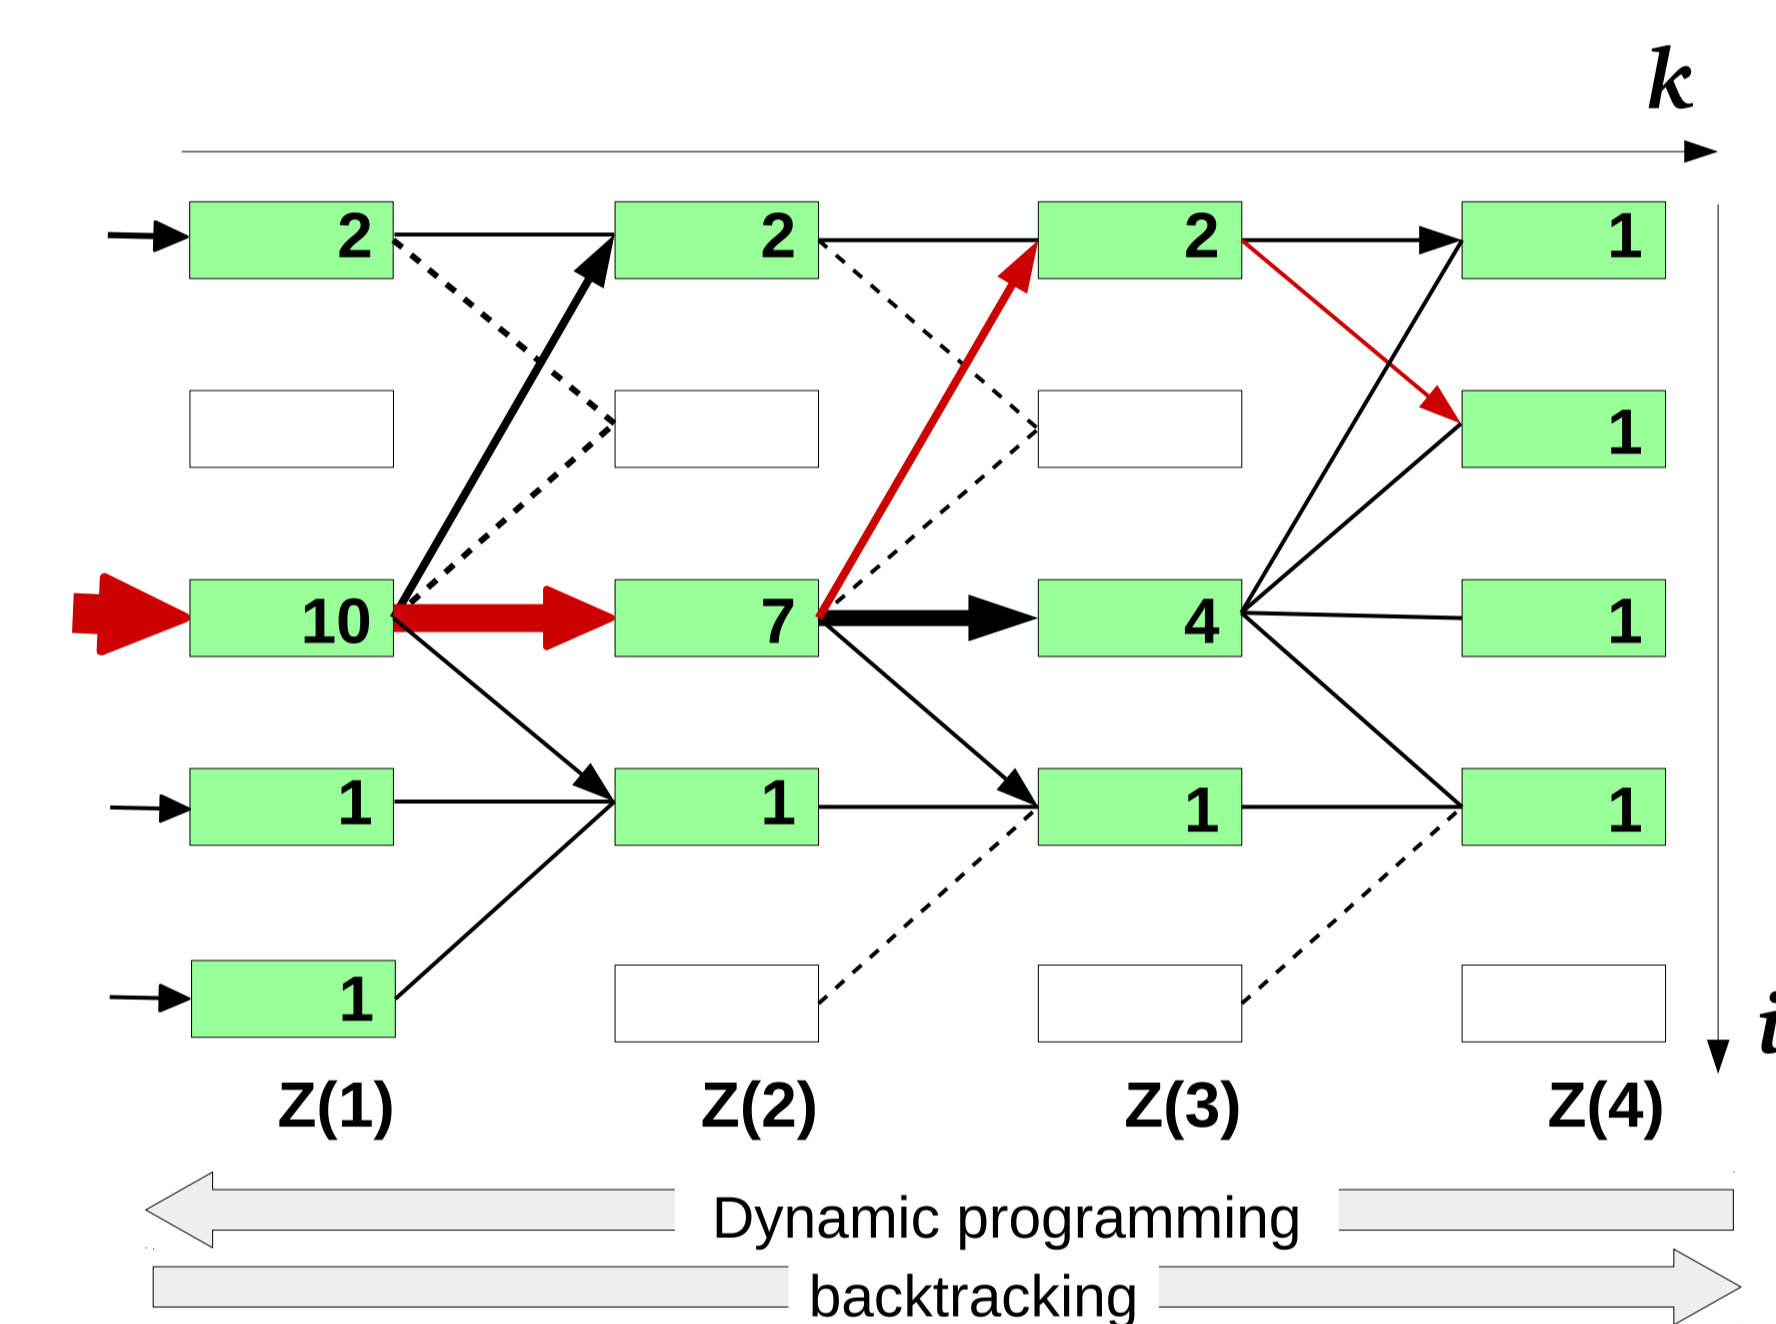 k
2 2 2 1
1
10 7 4 1
1 1 1 1
1
i
Z(1) Z(2) Z(3) Z(4)
Dynamic programming
backtracking